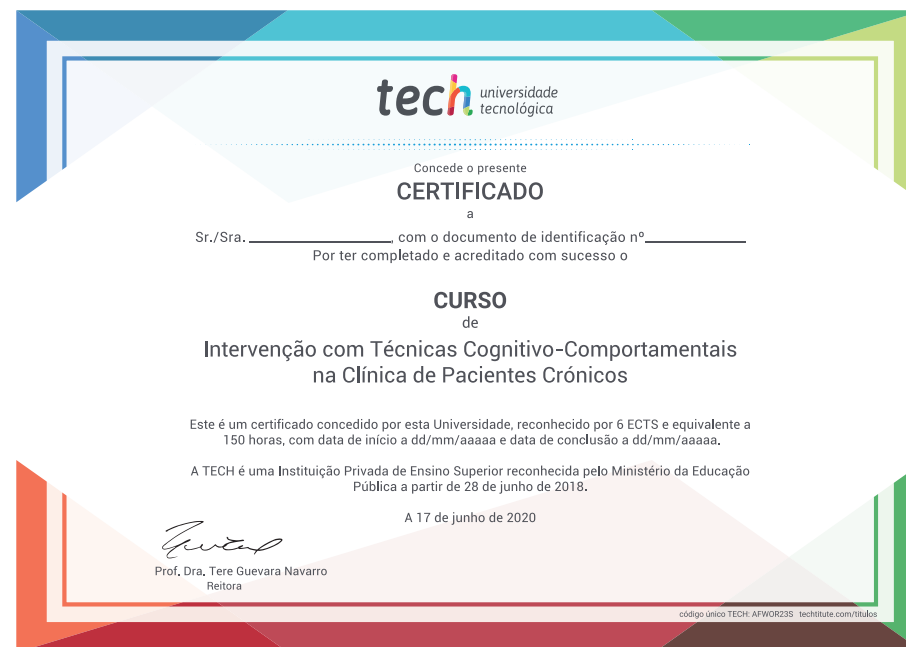 tech universidade
tecnológica
Concede o presente
CERTIFICADO
a
Sr./Sra. ________________, com o documento de identificação nº____________
Por ter completado e acreditado com sucesso o
CURSO
de
Intervenção com Técnicas Cognitivo-Comportamentais
na Clínica de Pacientes Crónicos
Este é um certificado concedido por esta Universidade, reconhecido por 6 ECTS e equivalente a
150 horas, com data de início a dd/mm/aaaaa e data de conclusão a dd/mm/aaaaa.
A TECH é uma Instituição Privada de Ensino Superior reconhecida pelo Ministério da Educação
Pública a partir de 28 de junho de 2018.
A 17 de junho de 2020
Prof. Dra. Tere Guevara Navarro
Reitora
código único TECH: AFWOR23S techtitute.com/titulos